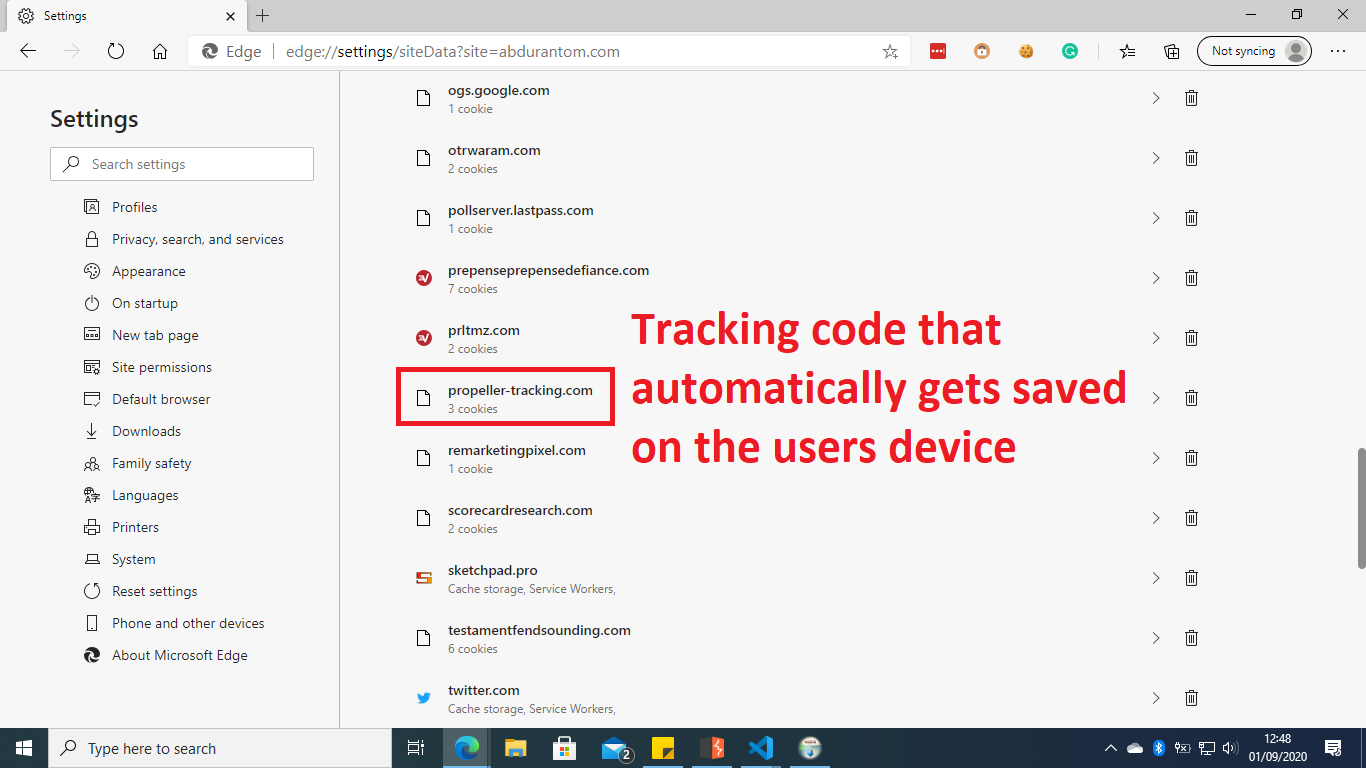 Settings
Edge
edge://settings/siteData?site=abdurantom.com
Not syncing
Settings
Search settings
Profiles
Privacy, search, and services
Appearance
On startup
New tab page
Site permissions
Default browser
Downloads
Family safety
Languages
Printers
System
Reset settings
Phone and other devices
About Microsoft Edge
ogs.google.com
1 cookie
otrwaram.com
2 cookies
pollserver.lastpass.com
1 cookie
prepenseprepensedefiance.com
7 cookies
prltmz.com
2 cookies
propeller-tracking.com
3 cookies
remarketingpixel.com
1 cookie
scorecardresearch.com
2 cookies
sketchpad.pro
Cache storage, Service Workers,
testamentfendsounding.com
6 cookies
twitter.com
Cache storage, Service Workers,
Tracking code that
automatically gets saved
on the users device
Type here to search
2
12:48
01/09/2020